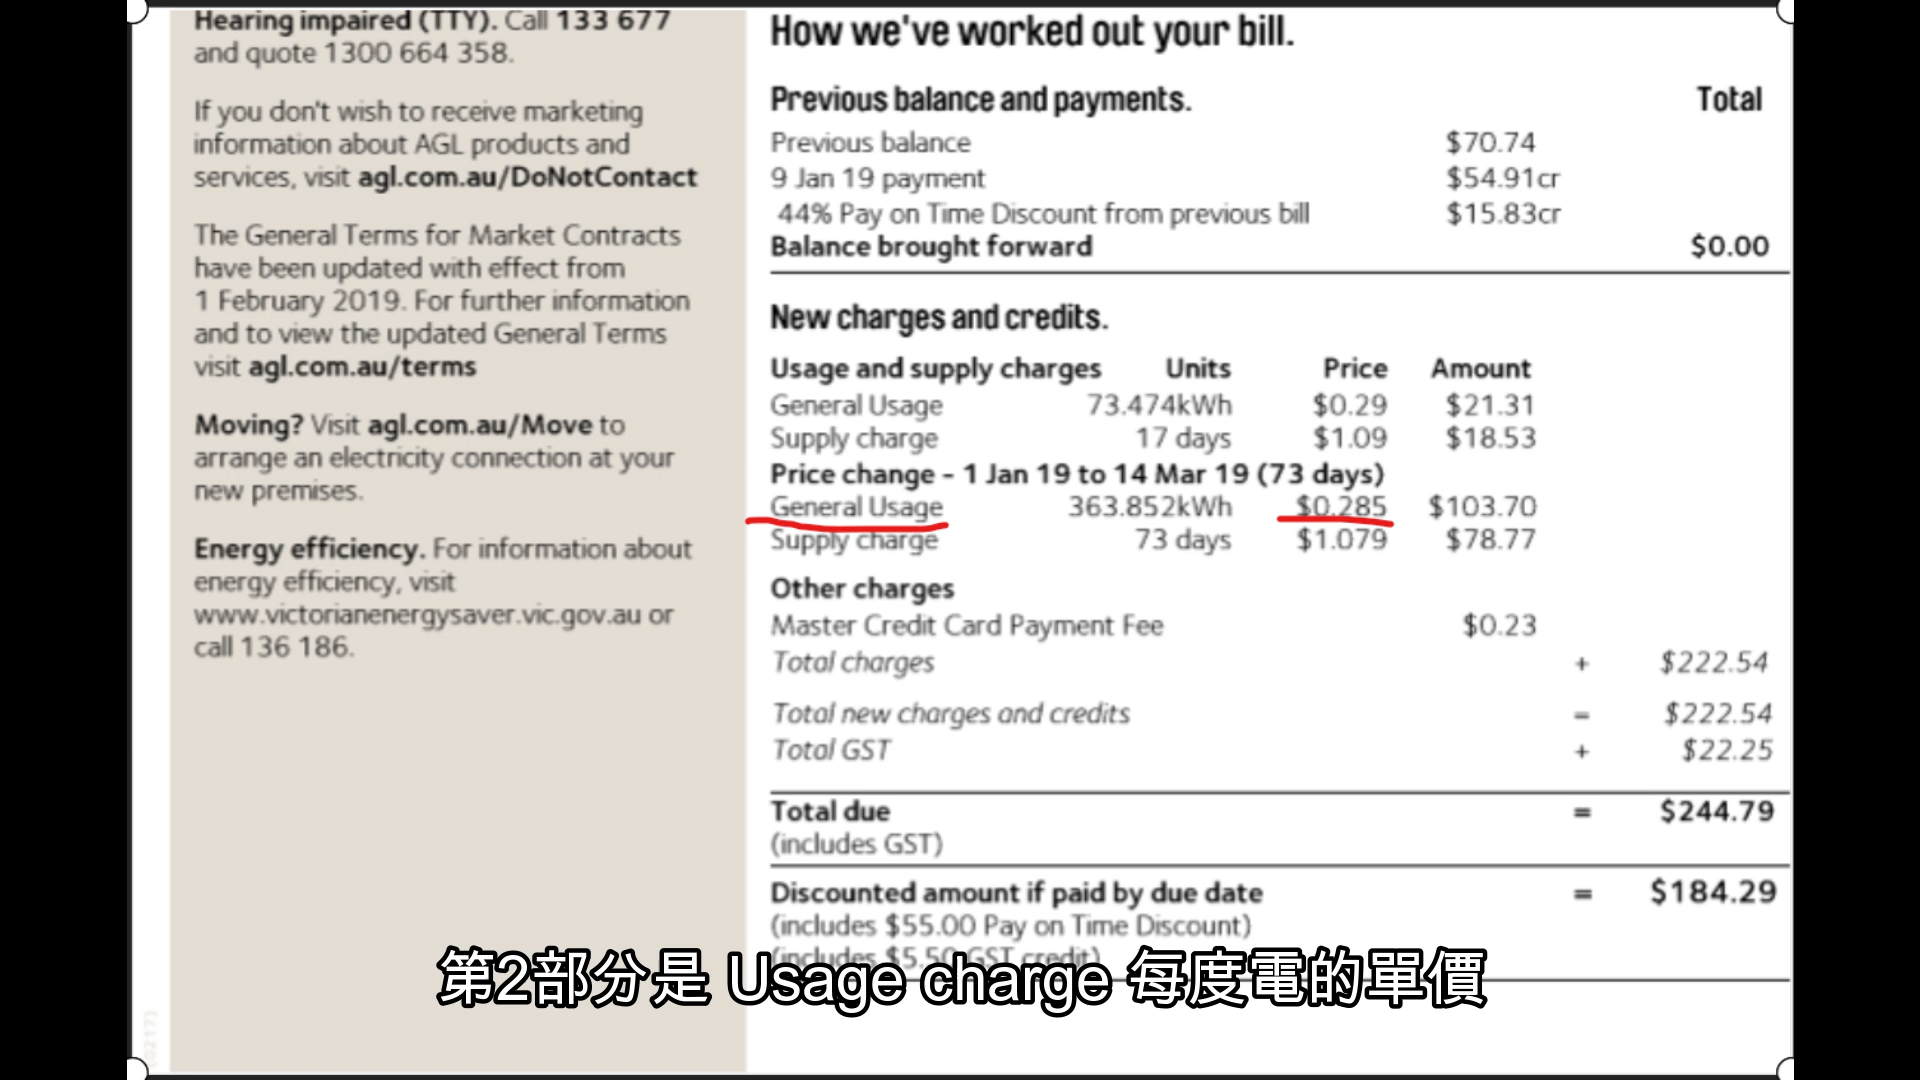 Hearing impaired (TTY). Call 133 677
and quote 1300 664 358.
If you don't wish to receive marketing
information about AGL products and
services, visit agl.com.au/DoNotContact
The General Terms for Market Contracts
have been updated with effect from
1 February 2019. For further information
and to view the updated General Terms
visit agl.com.au/terms
Moving? Visit agl.com.au/Move to
arrange an electricity connection at your
new premises.
Energy efficiency. For information about
energy efficiency, visit
www.victorianenergysaver.vic.gov.au or
call 136 186.
(0217)
How we've worked out your bill.
Previous balance and payments. Total
Previous balance $70.74
9 Jan 19 payment $54.91cr
44% Pay on Time Discount from previous bill $15.83cr
Balance brought forward $0.00
New charges and credits.
Usage and supply charges Units Price Amount
General Usage 73.474kWh $0.29 $21.31
Supply charge 17 days $1.09 $18.53
Price change – 1 Jan 19 to 14 Mar 19 (73 days)
General Usage 363.852kWh $0.285 $103.70
Supply charge 73 days $1.079 $78.77
Other charges
Master Credit Card Payment Fee $0.23
Total charges + $222.54
Total new charges and credits = $222.54
Total GST + $22.25
Total due = $244.79
(includes GST)
Discounted amount if paid by due date = $184.29
(includes $55.00 Pay on Time Discount)
(includes $5.50 GST credit)
第2部分是 Usage charge 每度電的單價